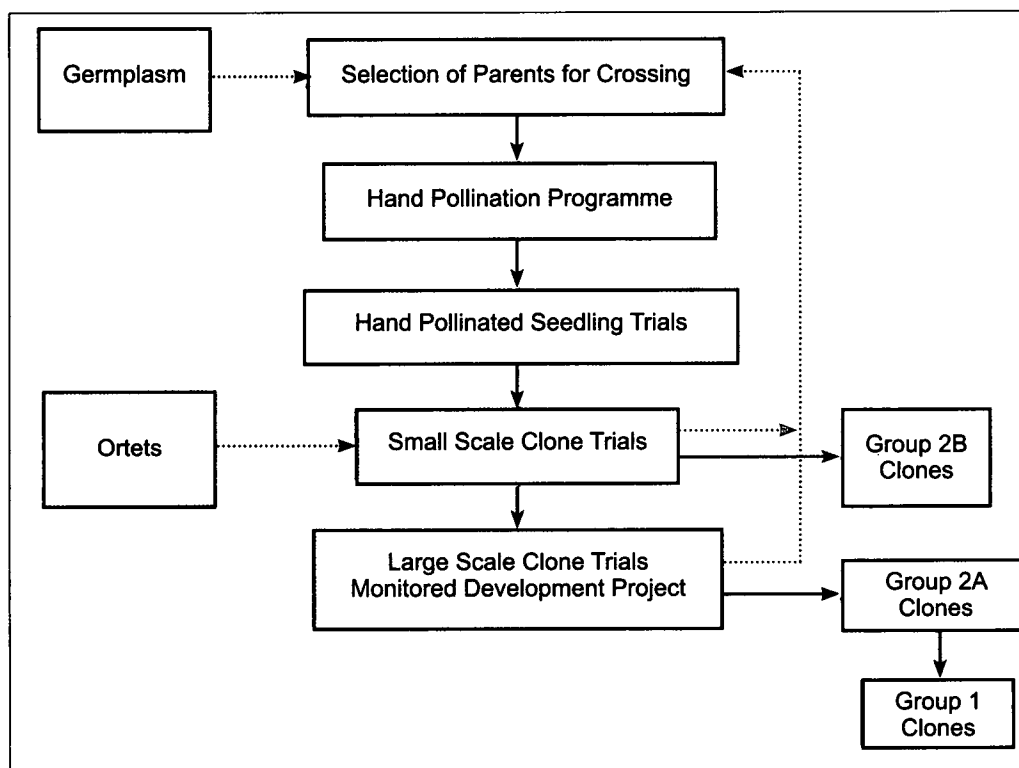 Germplasm
Selection of Parents for Crossing
Hand Pollination Programme
Hand Pollinated Seedling Trials
Ortets
Small Scale Clone Trials
Group 2B
Clones
Large Scale Clone Trials
Monitored Development Project
Group 2A
Clones
Group 1
Clones